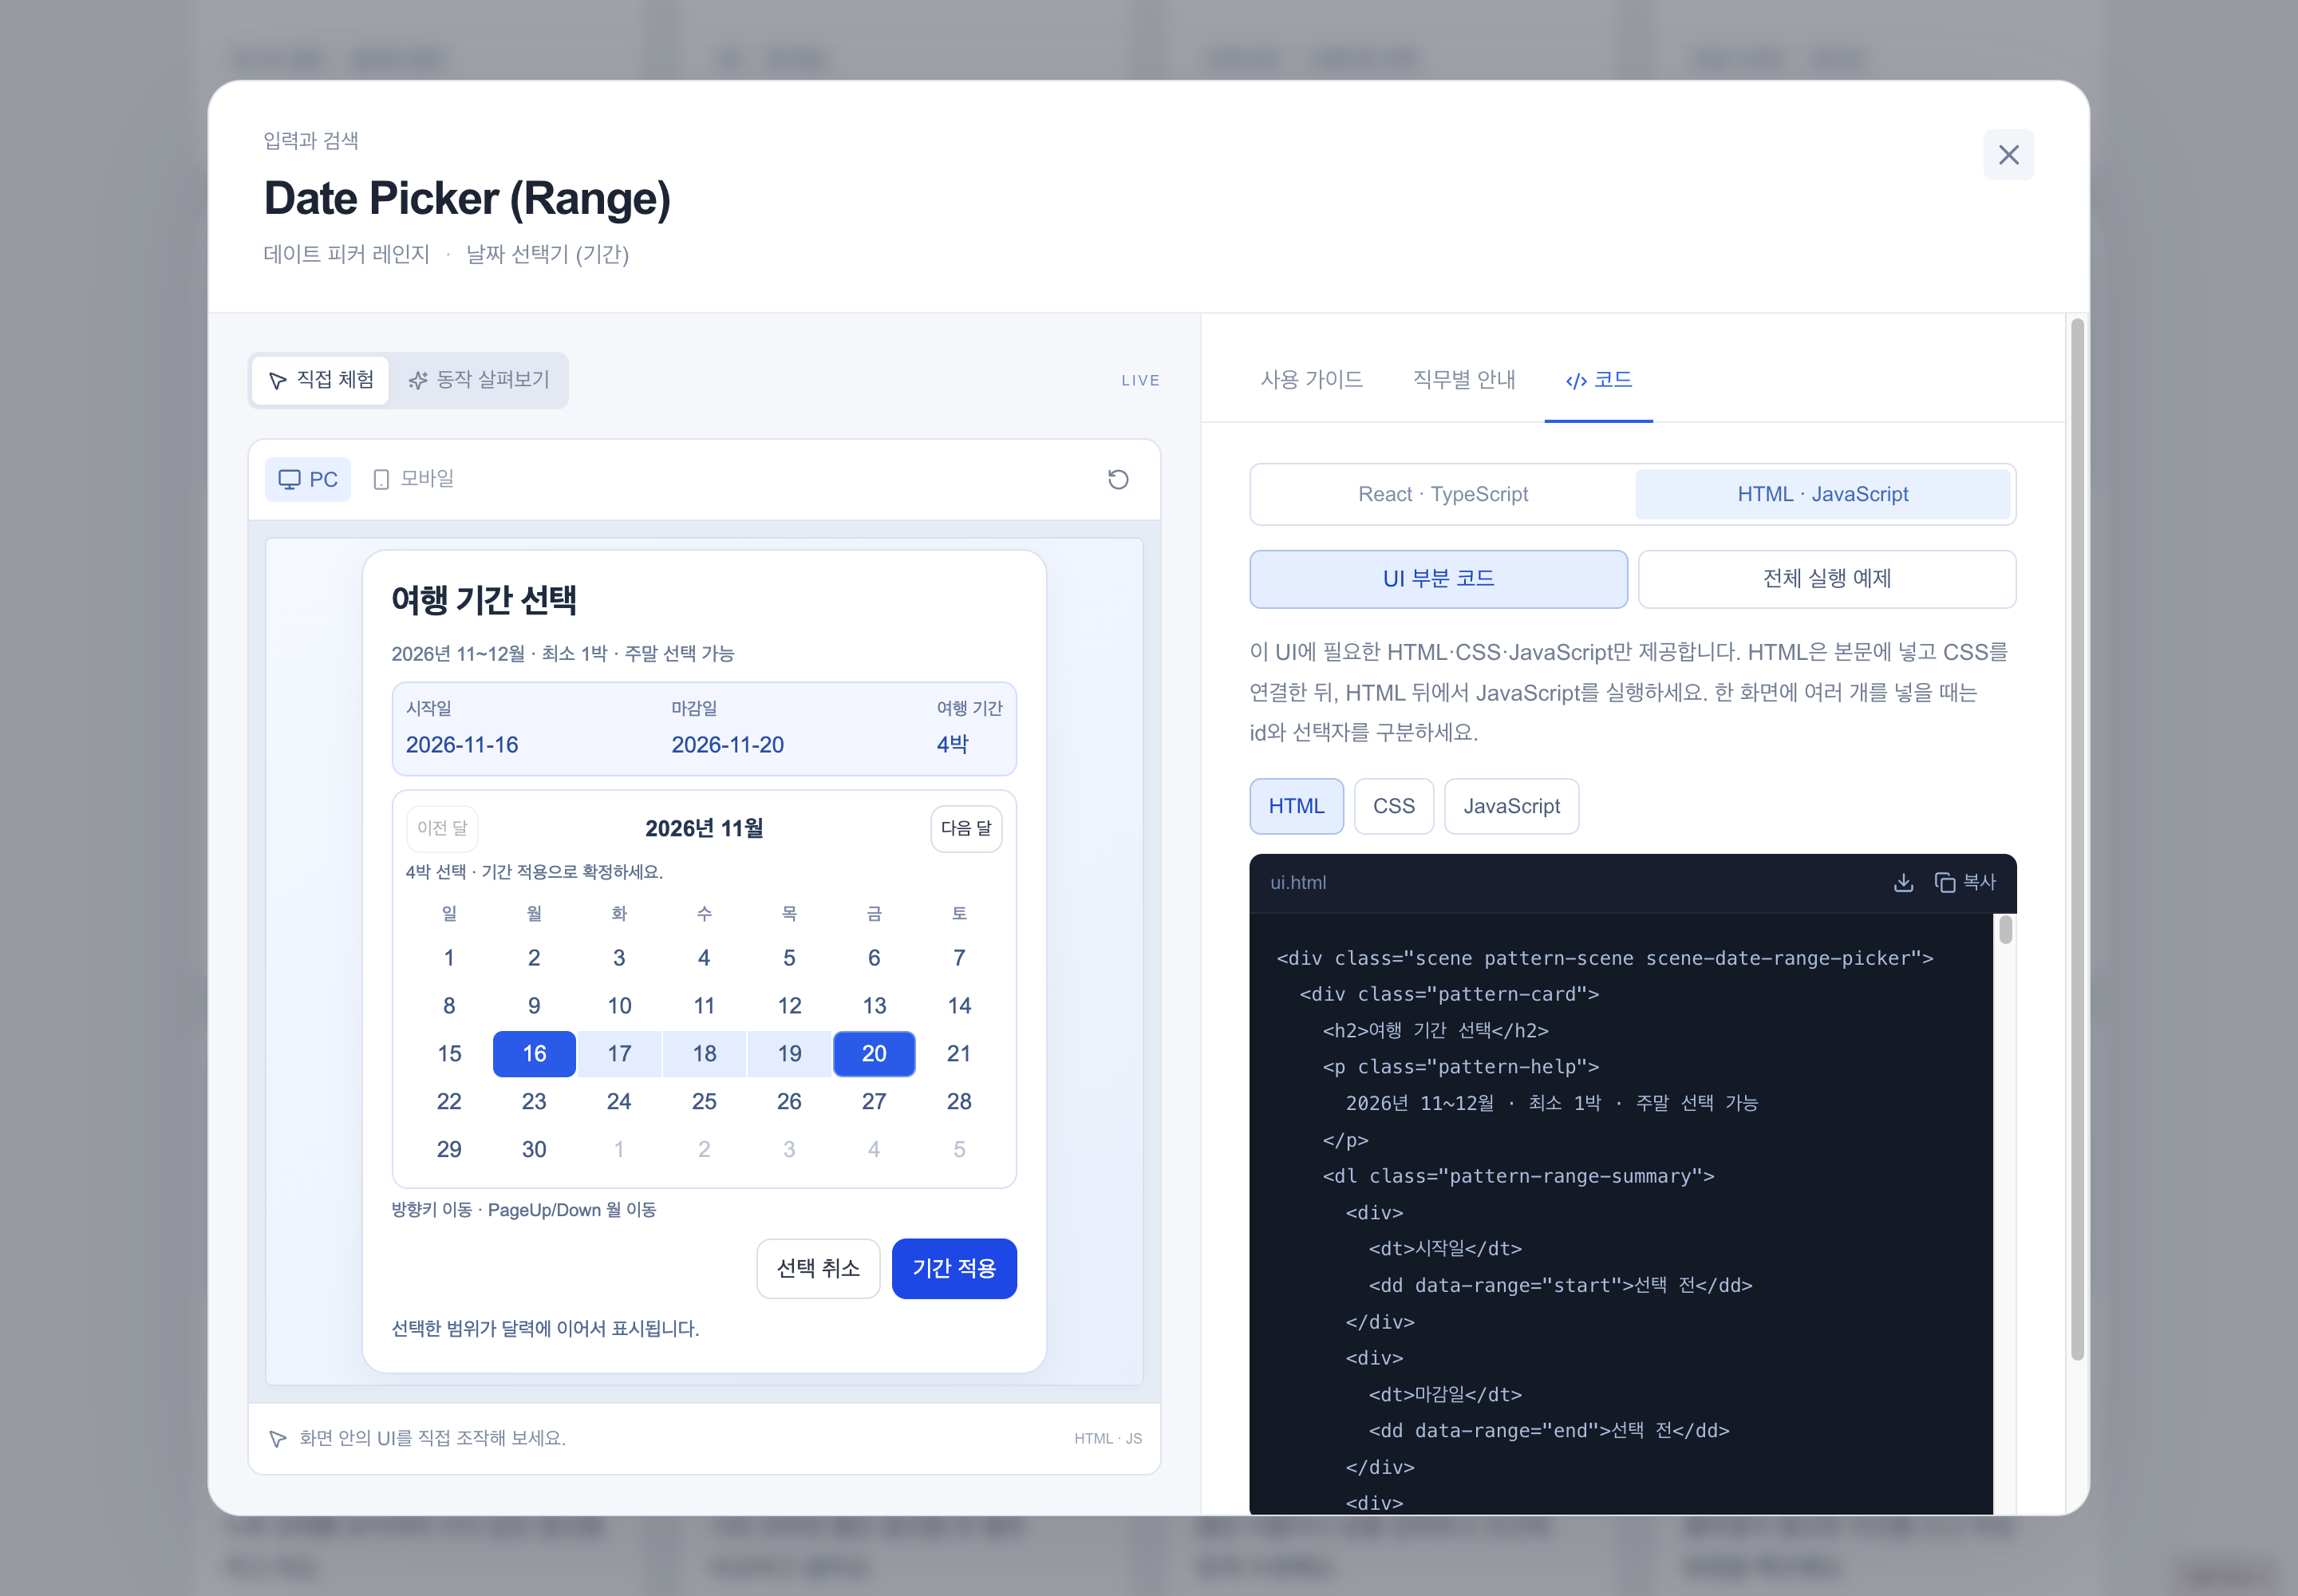 입력과 검색
Date Picker (Range)
데이트 피커 레인지 · 날짜 선택기 (기간)
직접 체험 동작 살펴보기 LIVE
PC 모바일
여행 기간 선택
2026년 11~12월 · 최소 1박 · 주말 선택 가능
시작일 마감일 여행 기간
2026-11-16 2026-11-20 4박
이전 달 2026년 11월 다음 달
4박 선택 · 기간 적용으로 확정하세요.
일 월 화 수 목 금 토
1 2 3 4 5 6 7
8 9 10 11 12 13 14
15 16 17 18 19 20 21
22 23 24 25 26 27 28
29 30 1 2 3 4 5
방향키 이동 · PageUp/Down 월 이동
선택 취소 기간 적용
선택한 범위가 달력에 이어서 표시됩니다.
화면 안의 UI를 직접 조작해 보세요. HTML · JS
사용 가이드 직무별 안내 </> 코드
React · TypeScript HTML · JavaScript
UI 부분 코드 전체 실행 예제
이 UI에 필요한 HTML·CSS·JavaScript만 제공합니다. HTML은 본문에 넣고 CSS를
연결한 뒤, HTML 뒤에서 JavaScript를 실행하세요. 한 화면에 여러 개를 넣을 때는
id와 선택자를 구분하세요.
HTML CSS JavaScript
ui.html 복사
<div class="scene pattern-scene scene-date-range-picker">
<div class="pattern-card">
<h2>여행 기간 선택</h2>
<p class="pattern-help">
2026년 11~12월 · 최소 1박 · 주말 선택 가능
</p>
<dl class="pattern-range-summary">
<div>
<dt>시작일</dt>
<dd data-range="start">선택 전</dd>
</div>
<div>
<dt>마감일</dt>
<dd data-range="end">선택 전</dd>
</div>
<div>